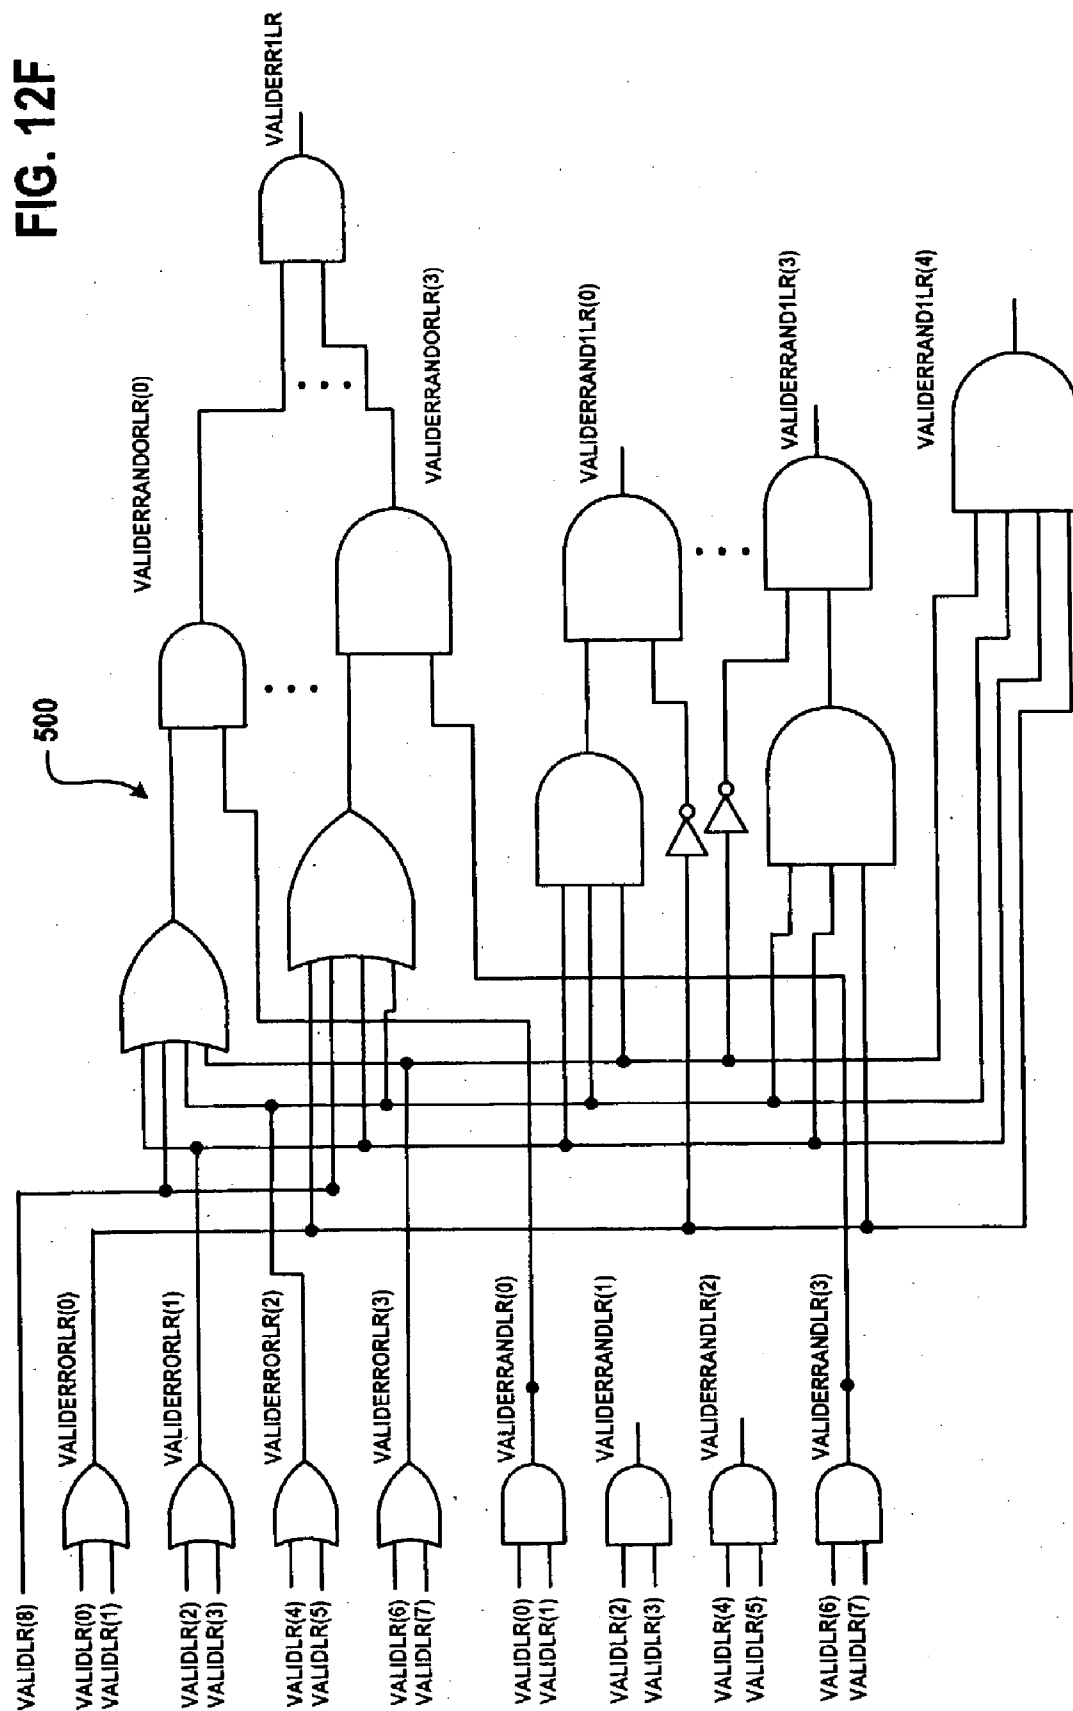 FIG. 12F
500
VALIDLR(8)
VALIDLR(0)
VALIDLR(1)
VALIDLR(2)
VALIDLR(3)
VALIDLR(4)
VALIDLR(5)
VALIDLR(6)
VALIDLR(7)
VALIDLR(0)
VALIDLR(1)
VALIDLR(2)
VALIDLR(3)
VALIDLR(4)
VALIDLR(5)
VALIDLR(6)
VALIDLR(7)
VALIDERRORLR(0)
VALIDERRORLR(1)
VALIDERRORLR(2)
VALIDERRORLR(3)
VALIDERRANDLR(0)
VALIDERRANDLR(1)
VALIDERRANDLR(2)
VALIDERRANDLR(3)
VALIDERRANDORLR(0)
VALIDERRANDORLR(3)
VALIDERR1LR
VALIDERRAND1LR(0)
VALIDERRAND1LR(3)
VALIDERRAND1LR(4)